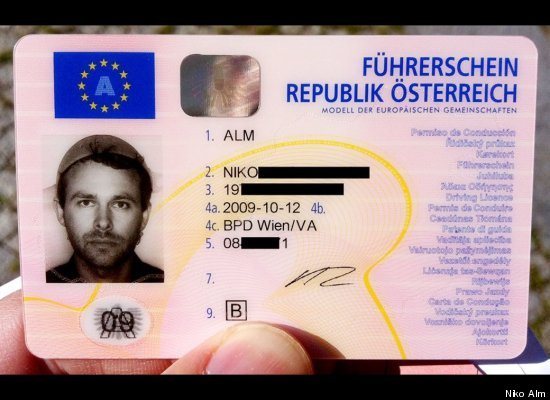 A
FÜHRERSCHEIN
REPUBLIK ÖSTERREICH
MODELL DER EUROPÄISCHEN GEMEINSCHAFTEN
1. ALM
2. NIKO
3. 19
4a. 2009-10-12 4b.
4c. BPD Wien/VA
5. 08 1
7.
9. B
09
Permiso de Conducción
Řidičský průkaz
Kørekort
Führerschein
Juhiluba
Άδεια Οδήγησης
Driving Licence
Permis de Conduire
Ceadúnas Tiomána
Patente di guida
Vadītāja apliecība
Vairuotojo pažymėjimas
Vezetői engedély
Liċenzja tas-Sewqan
Rijbewijs
Prawo Jazdy
Carta de Condução
Vodičský preukaz
Vozniško dovoljenje
Ajokortti
Körkort
Niko Alm